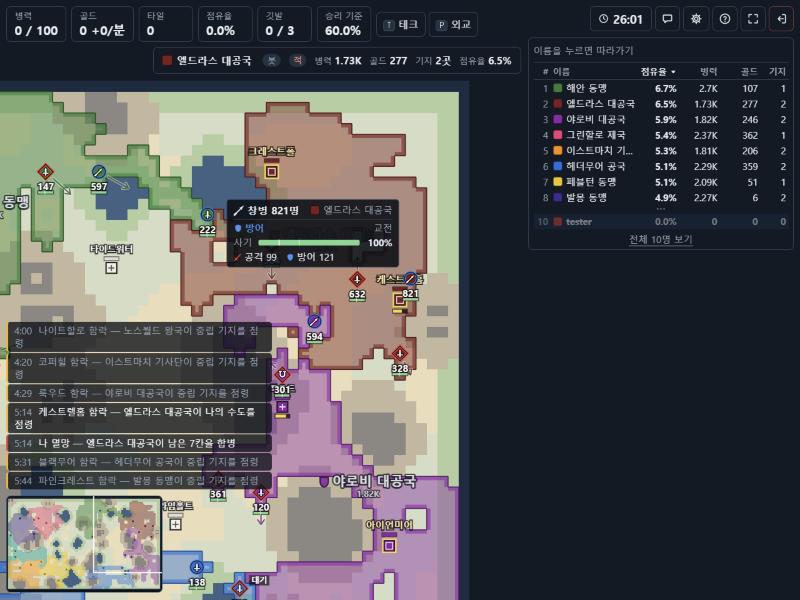 병력
0 / 100
골드
0 +0/분
타일
0
점유율
0.0%
깃발
0 / 3
승리 기준
60.0%
T 테크
P 외교
26:01
엘드라스 대공국 봇 적 병력 1.73K 골드 277 기지 2곳 점유율 6.5%
이름을 누르면 따라가기
# 이름 점유율 ▼ 병력 골드 기지
1 해안 동맹 6.7% 2.7K 107 1
2 엘드라스 대공국 6.5% 1.73K 277 2
3 야로비 대공국 5.9% 1.82K 246 2
4 그린할로 제국 5.4% 2.37K 362 1
5 이스트마치 기... 5.3% 1.81K 206 2
6 헤더무어 공국 5.1% 2.29K 359 2
7 페블턴 동맹 5.1% 2.09K 51 1
8 발몽 동맹 4.9% 2.27K 6 2
...
10 tester 0.0% 0 0 0
전체 10명 보기
크레스트폴
147
597
동맹
222
타이드워터
창병 821명 엘드라스 대공국
방어 교전
사기 100%
공격 99 방어 121
632
821
594
328
301
4:00 나이트할로 함락 — 노스벨드 왕국이 중립 기지를 점령
4:20 코퍼힐 함락 — 이스트마치 기사단이 중립 기지를 점령
4:29 룩우드 함락 — 야로비 대공국이 중립 기지를 점령
5:14 케스트렐홈 함락 — 엘드라스 대공국이 나의 수도를 점령
5:14 나 멸망 — 엘드라스 대공국이 남은 7칸을 합병
5:31 블랙무어 함락 — 헤더무어 공국이 중립 기지를 점령
5:44 파인크레스트 함락 — 발몽 동맹이 중립 기지를 점령
야로비 대공국
1.82K
361
120
아이언미어
138
대기